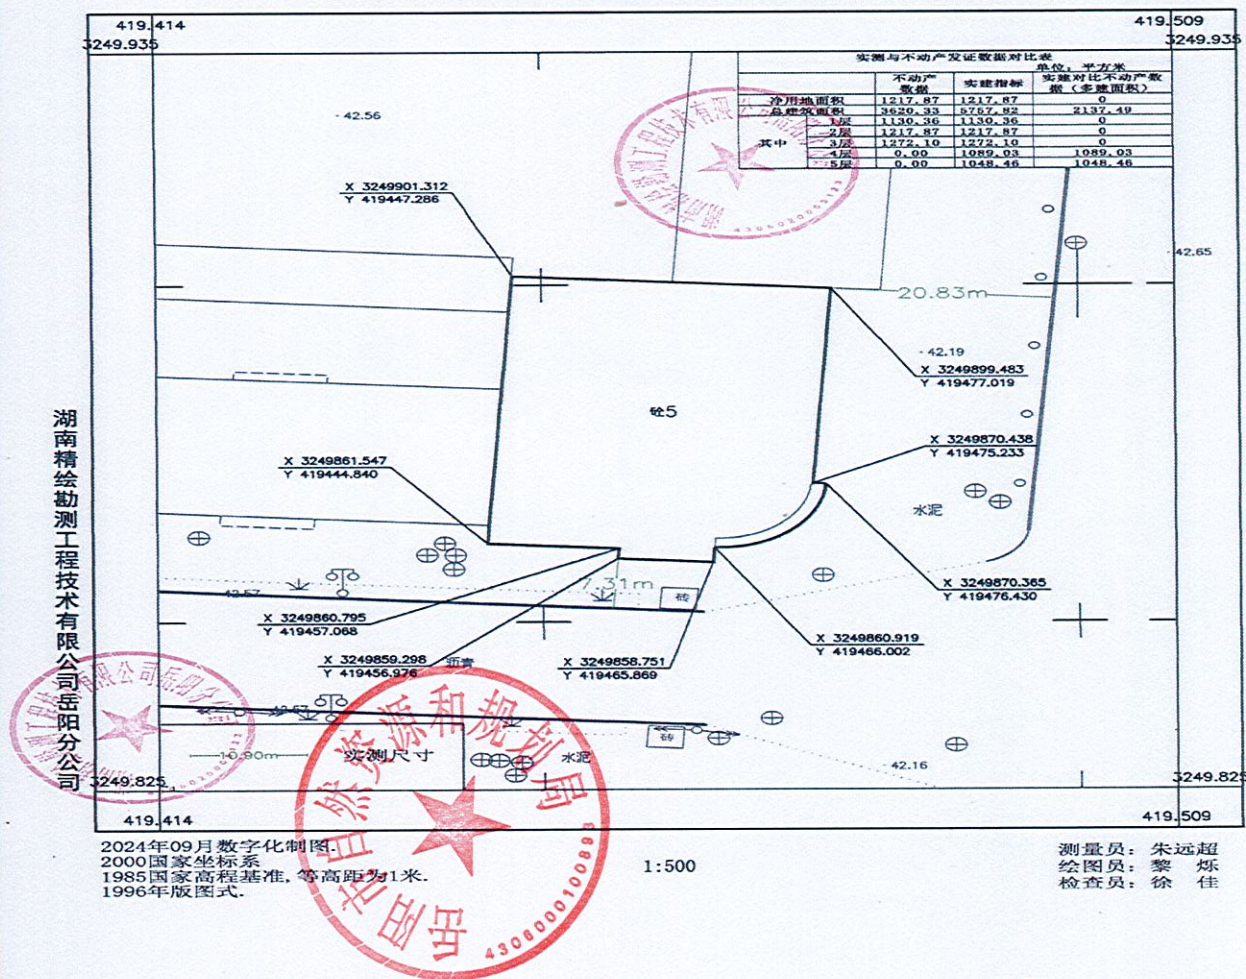 419.414
419.509
3249.935
3249.935
实测与不动产发证数据对比表
单位：平方米
不动产数据 实建指标 实建对比不动产数据（多建面积）
净用地面积 1217.87 1217.87 0
总建筑面积 3620.33 5757.82 2137.49
其中
1层 1130.36 1130.36 0
2层 1217.87 1217.87 0
3层 1272.10 1272.10 0
4层 0.00 1089.03 1089.03
5层 0.00 1048.46 1048.46
42.56
X 3249901.312
Y 419447.286
42.65
20.83m
42.19
X 3249899.483
Y 419477.019
砼5
X 3249870.438
Y 419475.233
X 3249861.547
Y 419444.840
水泥
7.31m
砖
42.57
X 3249870.365
Y 419476.430
X 3249860.795
Y 419457.068
X 3249860.919
Y 419466.002
X 3249859.298
Y 419456.976
沥青
X 3249858.751
Y 419465.869
42.57
砖
10.90m
实测尺寸
水泥
42.16
3249.825
3249.825
419.414
419.509
湖南精绘勘测工程技术有限公司岳阳分公司
2024年09月数字化制图.
2000国家坐标系
1985国家高程基准，等高距为1米.
1996年版图式.
1:500
测量员：朱远超
绘图员：黎 烁
检查员：徐 佳
岳阳市自然资源和规划局
4306000100893